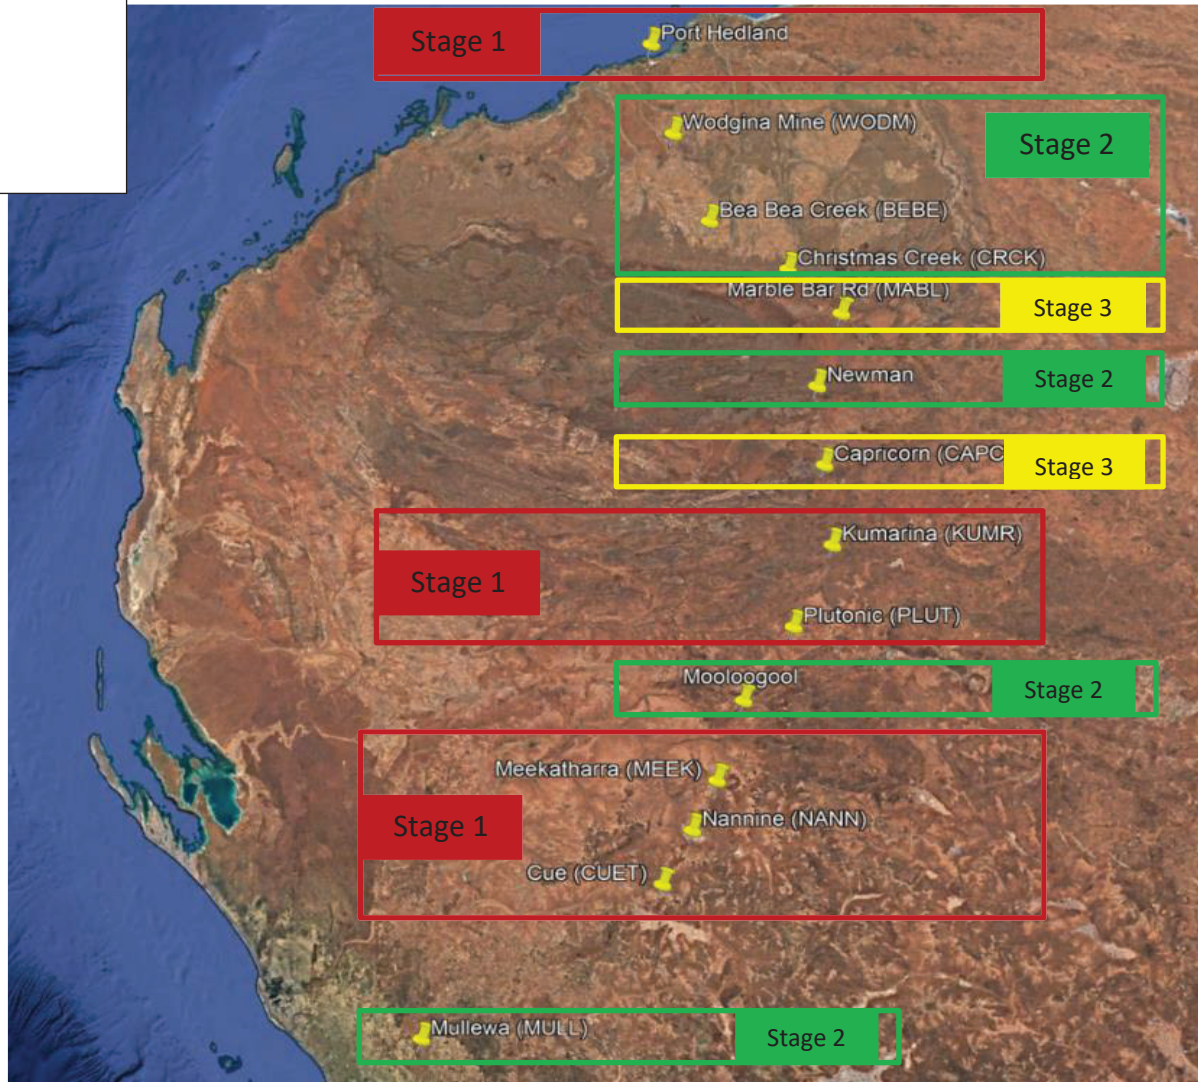 Stage 1
Port Hedland
Wodgina Mine (WODM)
Stage 2
Bea Bea Creek (BEBE)
Christmas Creek (CRCK)
Marble Bar Rd (MABL)
Stage 3
Newman
Stage 2
Capricorn (CAPC
Stage 3
Kumarina (KUMR)
Stage 1
Plutonic (PLUT)
Mooloogool
Stage 2
Meekatharra (MEEK)
Nannine (NANN)
Stage 1
Cue (CUET)
Mullewa (MULL)
Stage 2